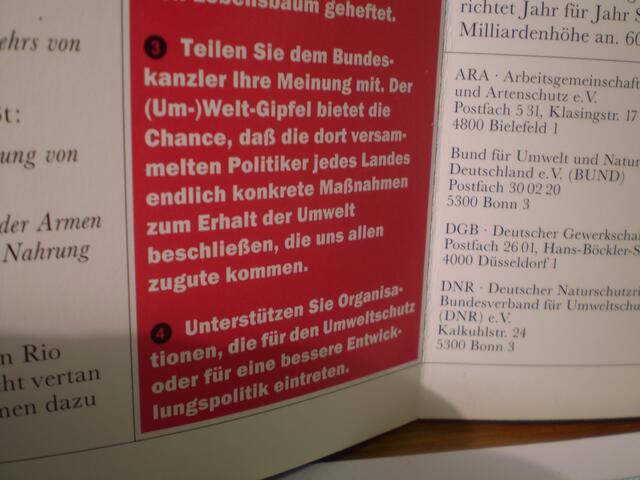 ehrs von
ung von
der Armen
Nahrung
n Rio
cht vertan
nen dazu
Lebensbaum geheftet.
3 Teilen Sie dem Bundes-
kanzler Ihre Meinung mit. Der
(Um-)Welt-Gipfel bietet die
Chance, daß die dort versam-
melten Politiker jedes Landes
endlich konkrete Maßnahmen
zum Erhalt der Umwelt
beschließen, die uns allen
zugute kommen.
4 Unterstützen Sie Organisa-
tionen, die für den Umweltschutz
oder für eine bessere Entwick-
lungspolitik eintreten.
richtet Jahr für Jahr S
Milliardenhöhe an. 60
ARA · Arbeitsgemeinschaft
und Artenschutz e.V.
Postfach 5 31, Klasingstr. 17
4800 Bielefeld 1
Bund für Umwelt und Natur
Deutschland e.V. (BUND)
Postfach 30 02 20
5300 Bonn 3
DGB · Deutscher Gewerkscha
Postfach 26 01, Hans-Böckler-S
4000 Düsseldorf 1
DNR · Deutscher Naturschutzri
Bundesverband für Umweltschu
(DNR) e.V.
Kalkuhlstr. 24
5300 Bonn 3